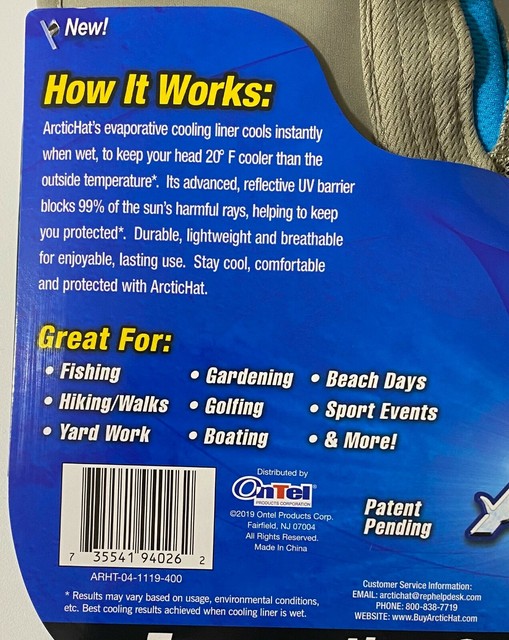 New!
How It Works:
ArcticHat's evaporative cooling liner cools instantly
when wet, to keep your head 20° F cooler than the
outside temperature*. Its advanced, reflective UV barrier
blocks 99% of the sun's harmful rays, helping to keep
you protected*. Durable, lightweight and breathable
for enjoyable, lasting use. Stay cool, comfortable
and protected with ArcticHat.
Great For:
• Fishing
• Hiking/Walks
• Yard Work
• Gardening
• Golfing
• Boating
• Beach Days
• Sport Events
• & More!
7 35541 94026 2
ARHT-04-1119-400
Distributed by
OnTel
PRODUCTS CORPORATION
©2019 Ontel Products Corp.
Fairfield, NJ 07004
All Rights Reserved.
Made In China
Patent
Pending
* Results may vary based on usage, environmental conditions,
etc. Best cooling results achieved when cooling liner is wet.
Customer Service Information:
EMAIL: arctichat@rephelpdesk.com
PHONE: 800-838-7719
WEBSITE: www.BuyArcticHat.com